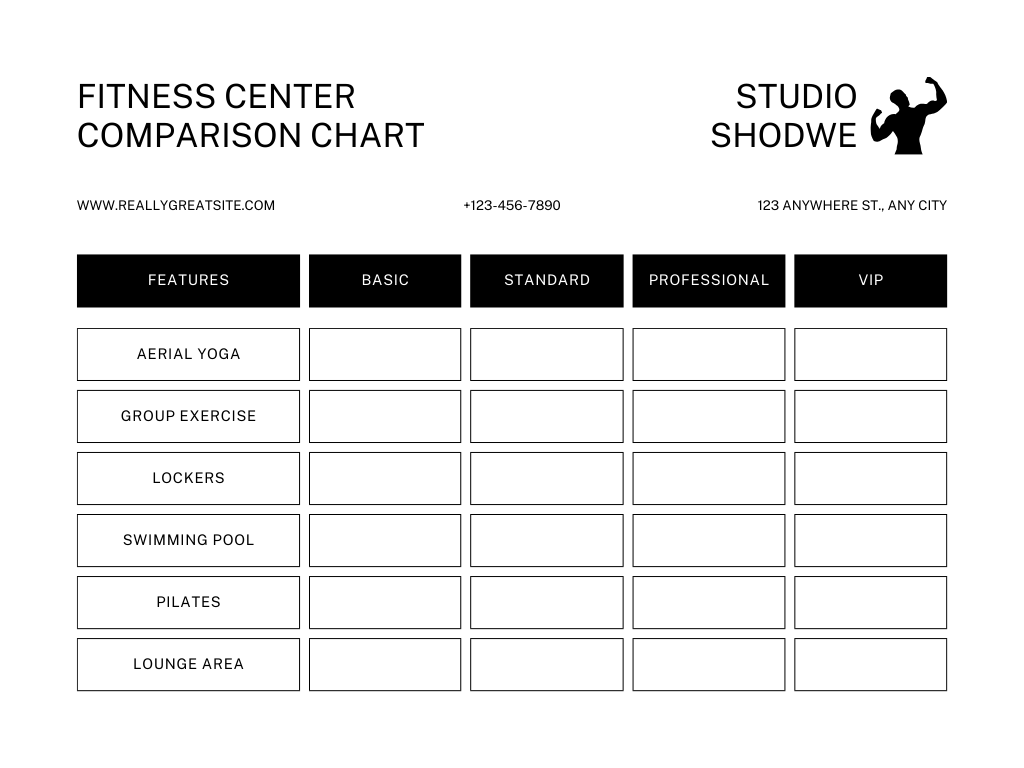 FITNESS CENTER
COMPARISON CHART
STUDIO
SHODWE
WWW.REALLYGREATSITE.COM
+123-456-7890
123 ANYWHERE ST., ANY CITY
FEATURES
BASIC
STANDARD
PROFESSIONAL
VIP
AERIAL YOGA
GROUP EXERCISE
LOCKERS
SWIMMING POOL
PILATES
LOUNGE AREA